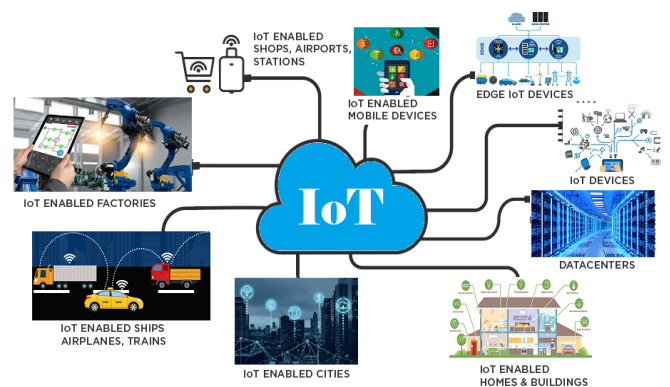 IoT ENABLED
SHOPS, AIRPORTS,
STATIONS
IoT ENABLED
MOBILE DEVICES
EDGE
EDGE IoT DEVICES
IoT ENABLED FACTORIES
IoT
IoT DEVICES
DATACENTERS
IoT ENABLED SHIPS
AIRPLANES, TRAINS
IoT ENABLED CITIES
IoT ENABLED
HOMES & BUILDINGS